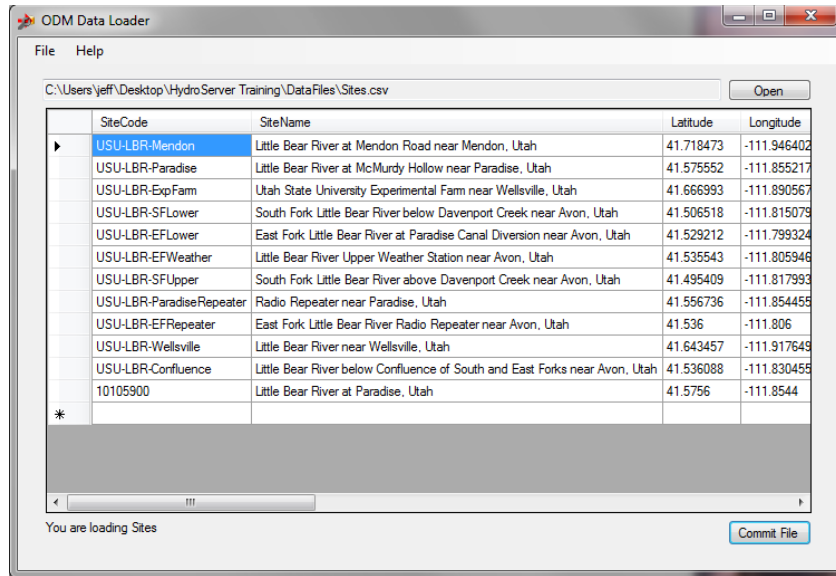 ODM Data Loader
File Help
C:\Users\jeff\Desktop\HydroServer Training\DataFiles\Sites.csv Open
SiteCode SiteName Latitude Longitude
USU-LBR-Mendon Little Bear River at Mendon Road near Mendon, Utah 41.718473 -111.946402
USU-LBR-Paradise Little Bear River at McMurdy Hollow near Paradise, Utah 41.575552 -111.855217
USU-LBR-ExpFarm Utah State University Experimental Farm near Wellsville, Utah 41.666993 -111.890567
USU-LBR-SFLower South Fork Little Bear River below Davenport Creek near Avon, Utah 41.506518 -111.815079
USU-LBR-EFLower East Fork Little Bear River at Paradise Canal Diversion near Avon, Utah 41.529212 -111.799324
USU-LBR-EFWeather Little Bear River Upper Weather Station near Avon, Utah 41.535543 -111.805946
USU-LBR-SFUpper South Fork Little Bear River above Davenport Creek near Avon, Utah 41.495409 -111.817993
USU-LBR-ParadiseRepeater Radio Repeater near Paradise, Utah 41.556736 -111.854455
USU-LBR-EFRepeater East Fork Little Bear River Radio Repeater near Avon, Utah 41.536 -111.806
USU-LBR-Wellsville Little Bear River near Wellsville, Utah 41.643457 -111.917649
USU-LBR-Confluence Little Bear River below Confluence of South and East Forks near Avon, Utah 41.536088 -111.830455
10105900 Little Bear River at Paradise, Utah 41.5756 -111.8544
You are loading Sites Commit File